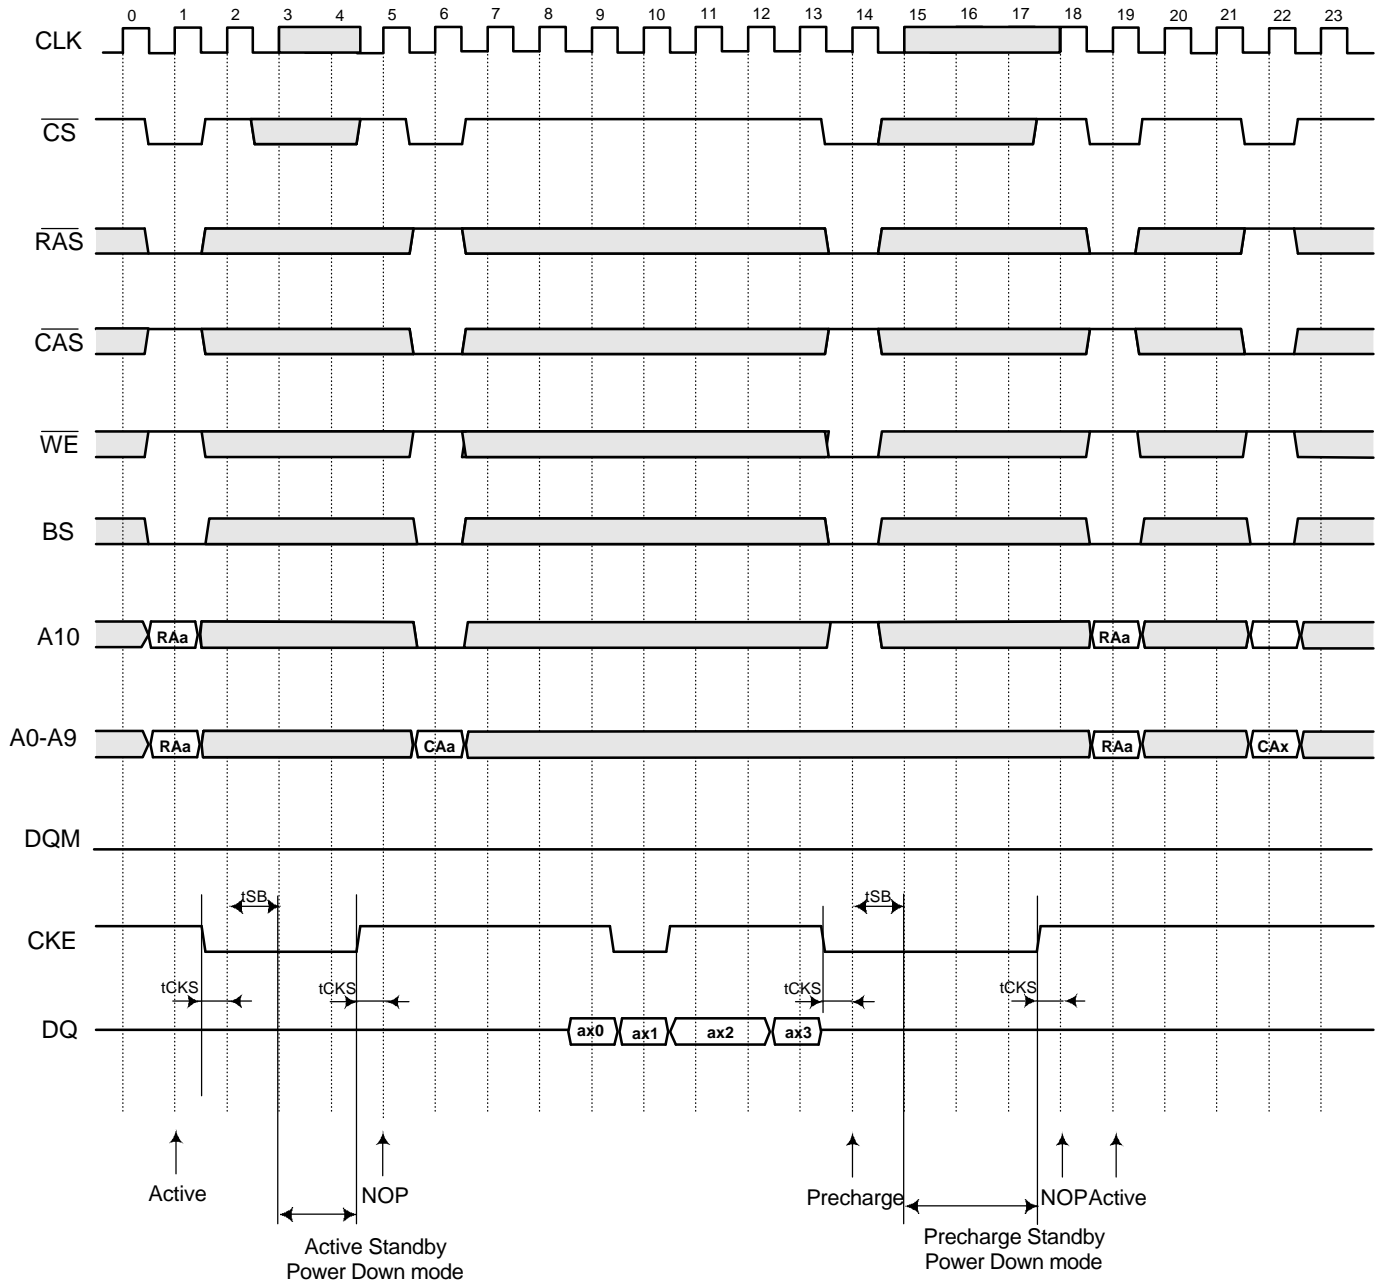 0 1 2 3 4 5 6 7 8 9 10 11 12 13 14 15 16 17 18 19 20 21 22 23
CLK
CS
RAS
CAS
WE
BS
A10 RAa RAa
A0-A9 RAa CAa RAa CAx
DQM
tSB tSB
CKE
tCKS tCKS tCKS tCKS
DQ ax0 ax1 ax2 ax3
Active NOP Precharge NOP Active
Active Standby
Power Down mode
Precharge Standby
Power Down mode